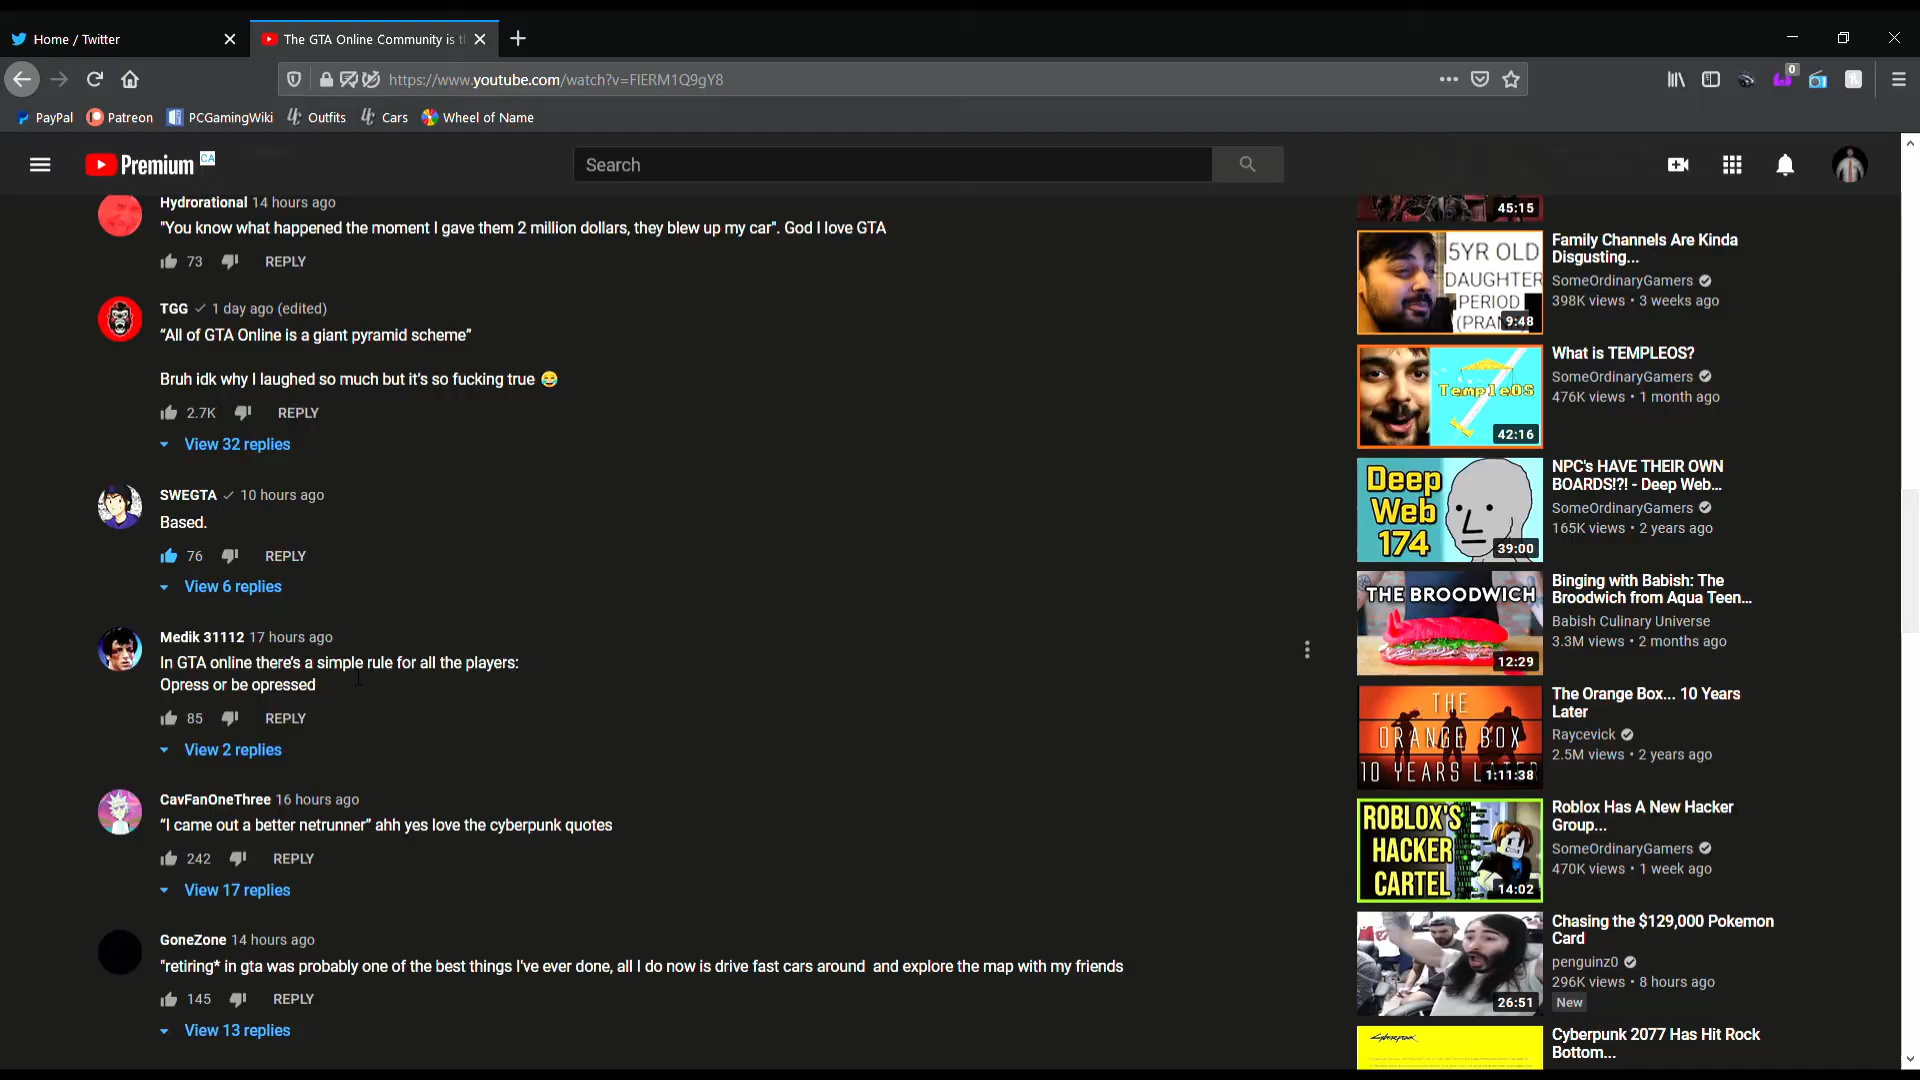 Home / Twitter
The GTA Online Community is t
https://www.youtube.com/watch?v=FIERM1Q9gY8
0
PayPal
Patreon
PCGamingWiki
Outfits
Cars
Wheel of Name
Premium CA
Search
Hydrorational 14 hours ago
"You know what happened the moment I gave them 2 million dollars, they blew up my car". God I love GTA
73 REPLY
TGG 1 day ago (edited)
“All of GTA Online is a giant pyramid scheme”
Bruh idk why I laughed so much but it's so fucking true 😂
2.7K REPLY
View 32 replies
SWEGTA 10 hours ago
Based.
76 REPLY
View 6 replies
Medik 31112 17 hours ago
In GTA online there's a simple rule for all the players:
Opress or be opressed
85 REPLY
View 2 replies
CavFanOneThree 16 hours ago
“I came out a better netrunner” ahh yes love the cyberpunk quotes
242 REPLY
View 17 replies
GoneZone 14 hours ago
"retiring* in gta was probably one of the best things I've ever done, all I do now is drive fast cars around and explore the map with my friends
145 REPLY
View 13 replies
45:15
5YR OLD
DAUGHTER
PERIOD
(PRAN
9:48
Family Channels Are Kinda
Disgusting...
SomeOrdinaryGamers
398K views • 3 weeks ago
TempleOS
42:16
What is TEMPLEOS?
SomeOrdinaryGamers
476K views • 1 month ago
Deep
Web
174
39:00
NPC's HAVE THEIR OWN
BOARDS!?! - Deep Web...
SomeOrdinaryGamers
165K views • 2 years ago
THE BROODWICH
12:29
Binging with Babish: The
Broodwich from Aqua Teen...
Babish Culinary Universe
3.3M views • 2 months ago
THE
ORANGE BOX
10 YEARS LATER
1:11:38
The Orange Box... 10 Years
Later
Raycevick
2.5M views • 2 years ago
ROBLOX'S
HACKER
CARTEL
14:02
Roblox Has A New Hacker
Group...
SomeOrdinaryGamers
470K views • 1 week ago
26:51
Chasing the $129,000 Pokemon
Card
penguinz0
296K views • 8 hours ago
New
Cyberpunk
Cyberpunk 2077 Has Hit Rock
Bottom...